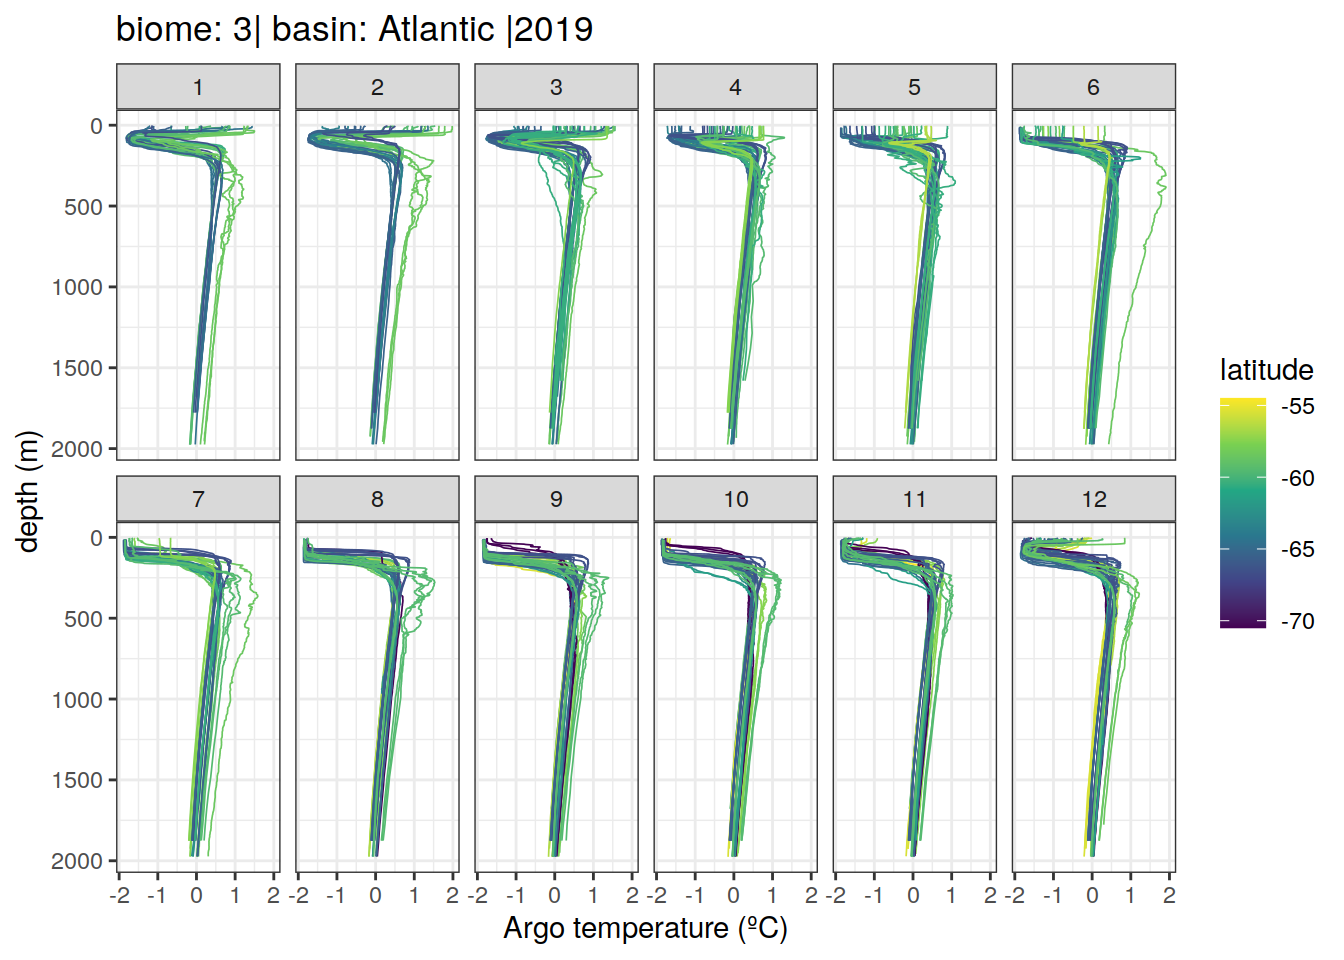 biome: 3| basin: Atlantic |2019
1 2 3 4 5 6
0
500
1000
1500
2000
7 8 9 10 11 12
0
500
1000
1500
2000
-2 -1 0 1 2 -2 -1 0 1 2 -2 -1 0 1 2 -2 -1 0 1 2 -2 -1 0 1 2 -2 -1 0 1 2
Argo temperature (ºC)
depth (m)
latitude
-55
-60
-65
-70